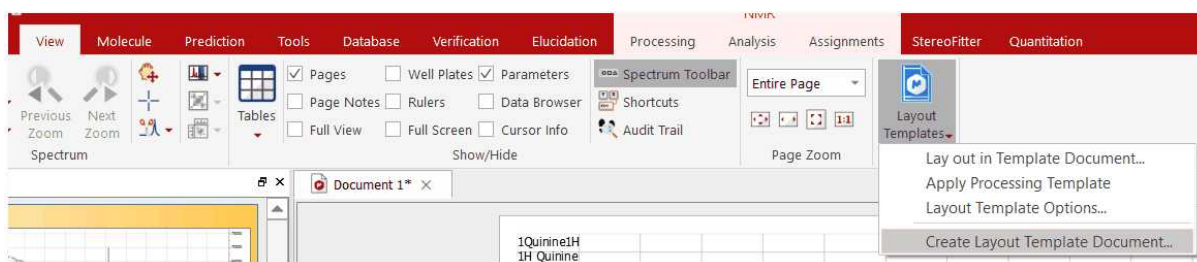 NMR
View Molecule Prediction Tools Database Verification Elucidation Processing Analysis Assignments StereoFitter Quantitation
Previous Zoom
Next Zoom
Spectrum
Tables
Pages Well Plates Parameters
Page Notes Rulers Data Browser
Full View Full Screen Cursor Info
Spectrum Toolbar
Shortcuts
Audit Trail
Show/Hide
Entire Page
1:1
Page Zoom
Layout
Templates
Lay out in Template Document...
Apply Processing Template
Layout Template Options...
Create Layout Template Document...
Document 1*
1Quinine1H
1H Quinine